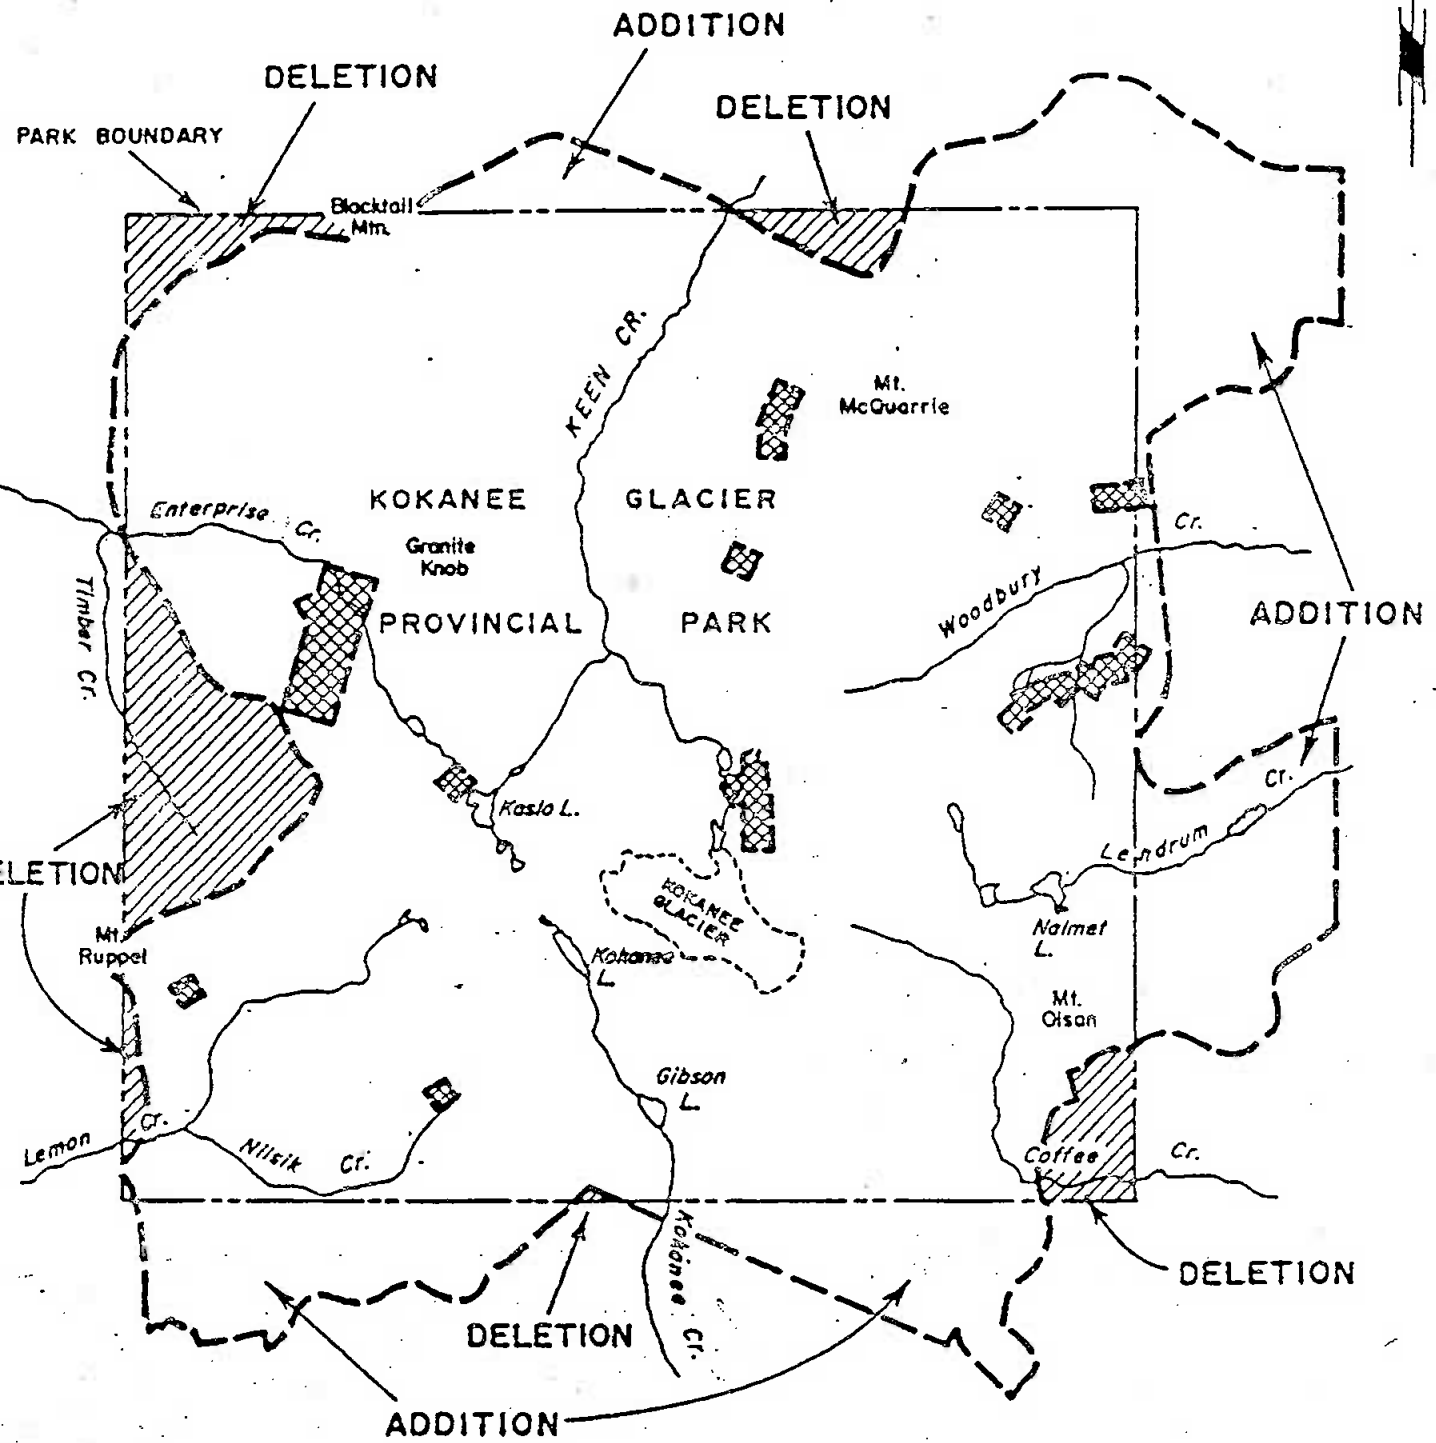 ADDITION
DELETION
DELETION
PARK BOUNDARY
Blacktail
Mtn.
KEEN CR.
Mt.
McQuarrie
KOKANEE GLACIER
Enterprise Cr.
Cr.
Granite
Knob
Timber Cr.
Woodbury
PROVINCIAL PARK
ADDITION
Cr.
Kaslo L.
Lendrum
ELETION
KOKANEE
GLACIER
Mt.
Ruppel
Nalmet
L.
Kokanee
L.
Mt.
Olson
Gibson
L.
Lemon Cr.
Nilsik Cr.
Coffee Cr.
Kokanee Cr.
DELETION
DELETION
ADDITION